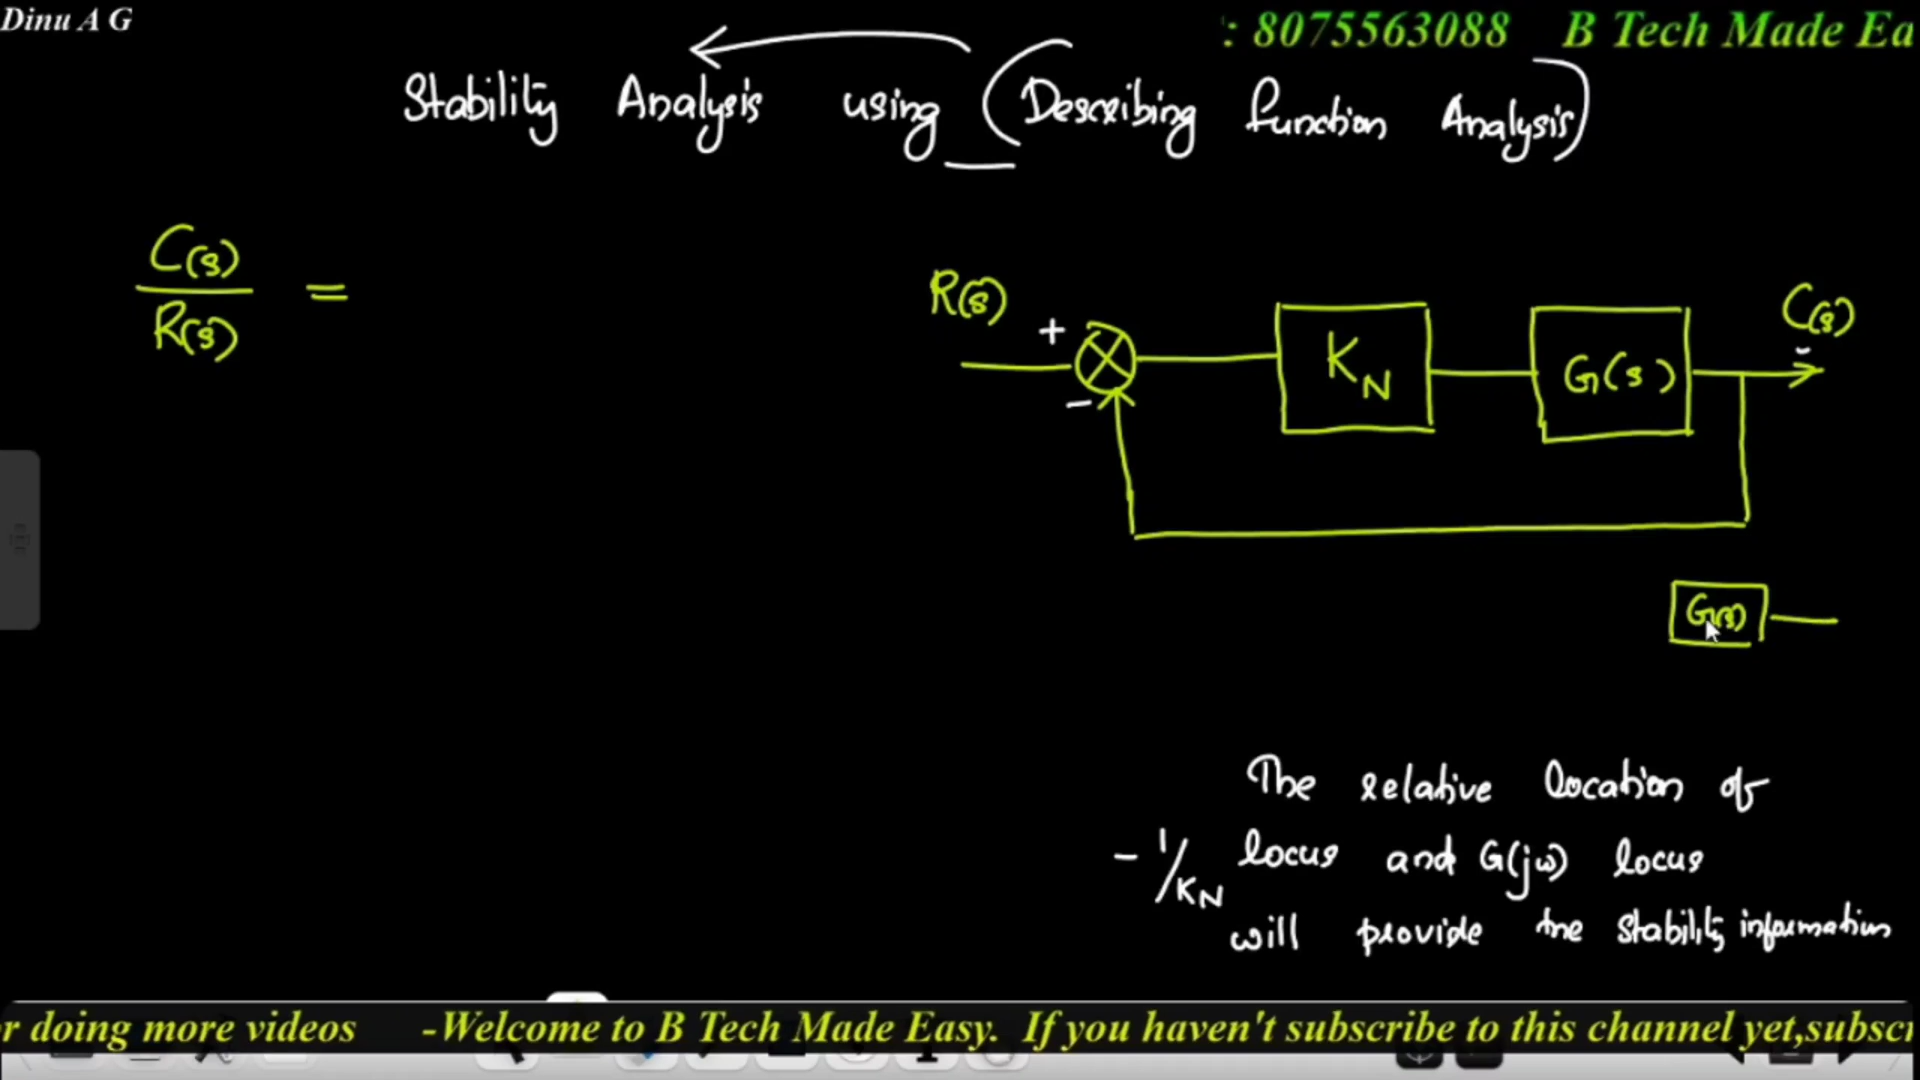 Dinu A G
: 8075563088 B Tech Made Ea
Stability Analysis using (Describing function Analysis)
C(s)
R(s)
=
R(s)
+
-
KN
G(s)
C(s)
G(s)
The relative location of
- 1/KN locus and G(jω) locus
will provide the stability information
r doing more videos -Welcome to B Tech Made Easy. If you haven't subscribe to this channel yet,subscr